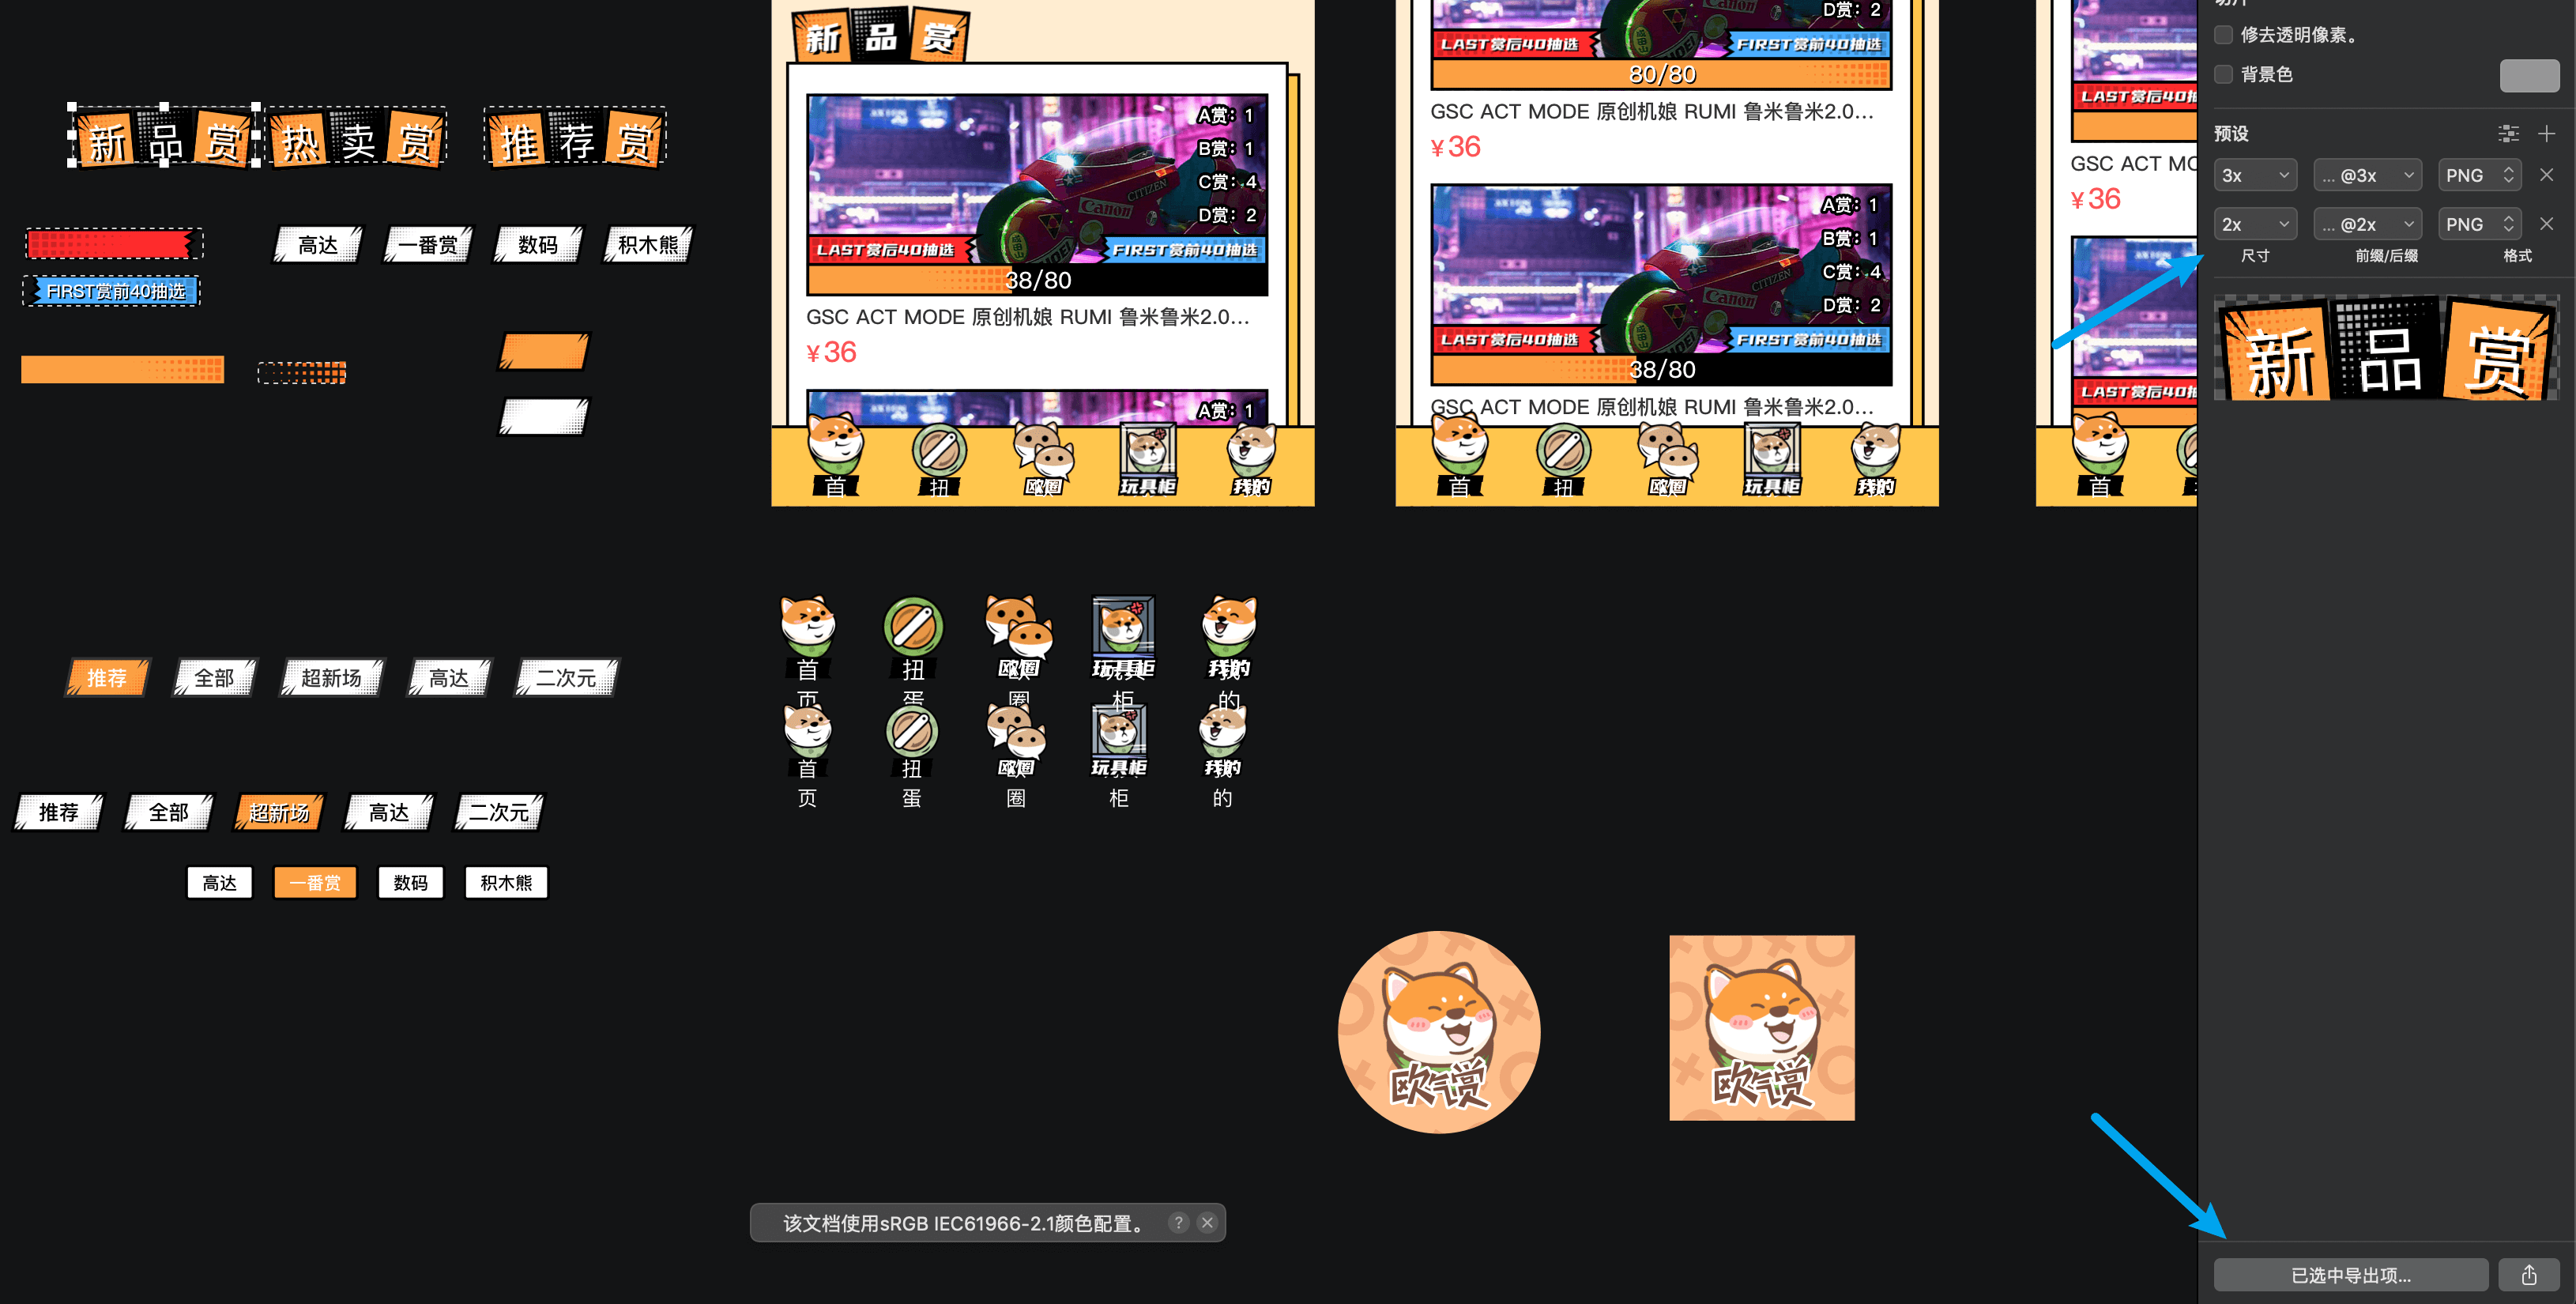 新品赏
热卖赏
推荐赏
高达
一番赏
数码
积木熊
FIRST赏前40抽选
推荐
全部
超新场
高达
二次元
推荐
全部
超新场
高达
二次元
高达
一番赏
数码
积木熊
新品赏
A赏：1
B赏：1
C赏：4
D赏：2
CITIZEN
Canon
LAST赏后40抽选
FIRST赏前40抽选
38/80
GSC ACT MODE 原创机娘 RUMI 鲁米鲁米2.0...
¥36
A赏：1
首
扭
欧圈
玩具柜
我的
D赏：2
Canon
LAST赏后40抽选
FIRST赏前40抽选
80/80
GSC ACT MODE 原创机娘 RUMI 鲁米鲁米2.0...
¥36
A赏：1
B赏：1
C赏：4
D赏：2
CITIZEN
Canon
LAST赏后40抽选
FIRST赏前40抽选
38/80
GSC ACT MODE 原创机娘 RUMI 鲁米鲁米2.0...
首
扭
欧圈
玩具柜
我的
LAST赏后40抽
GSC ACT MO
¥36
LAST赏后40抽
首
首页
扭蛋
欧圈
玩具柜
我的
首页
扭蛋
欧圈
玩具柜
我的
欧气赏
欧气赏
该文档使用sRGB IEC61966-2.1颜色配置。
修去透明像素。
背景色
预设
3x
... @3x
PNG
2x
... @2x
PNG
尺寸
前缀/后缀
格式
新品赏
已选中导出项...